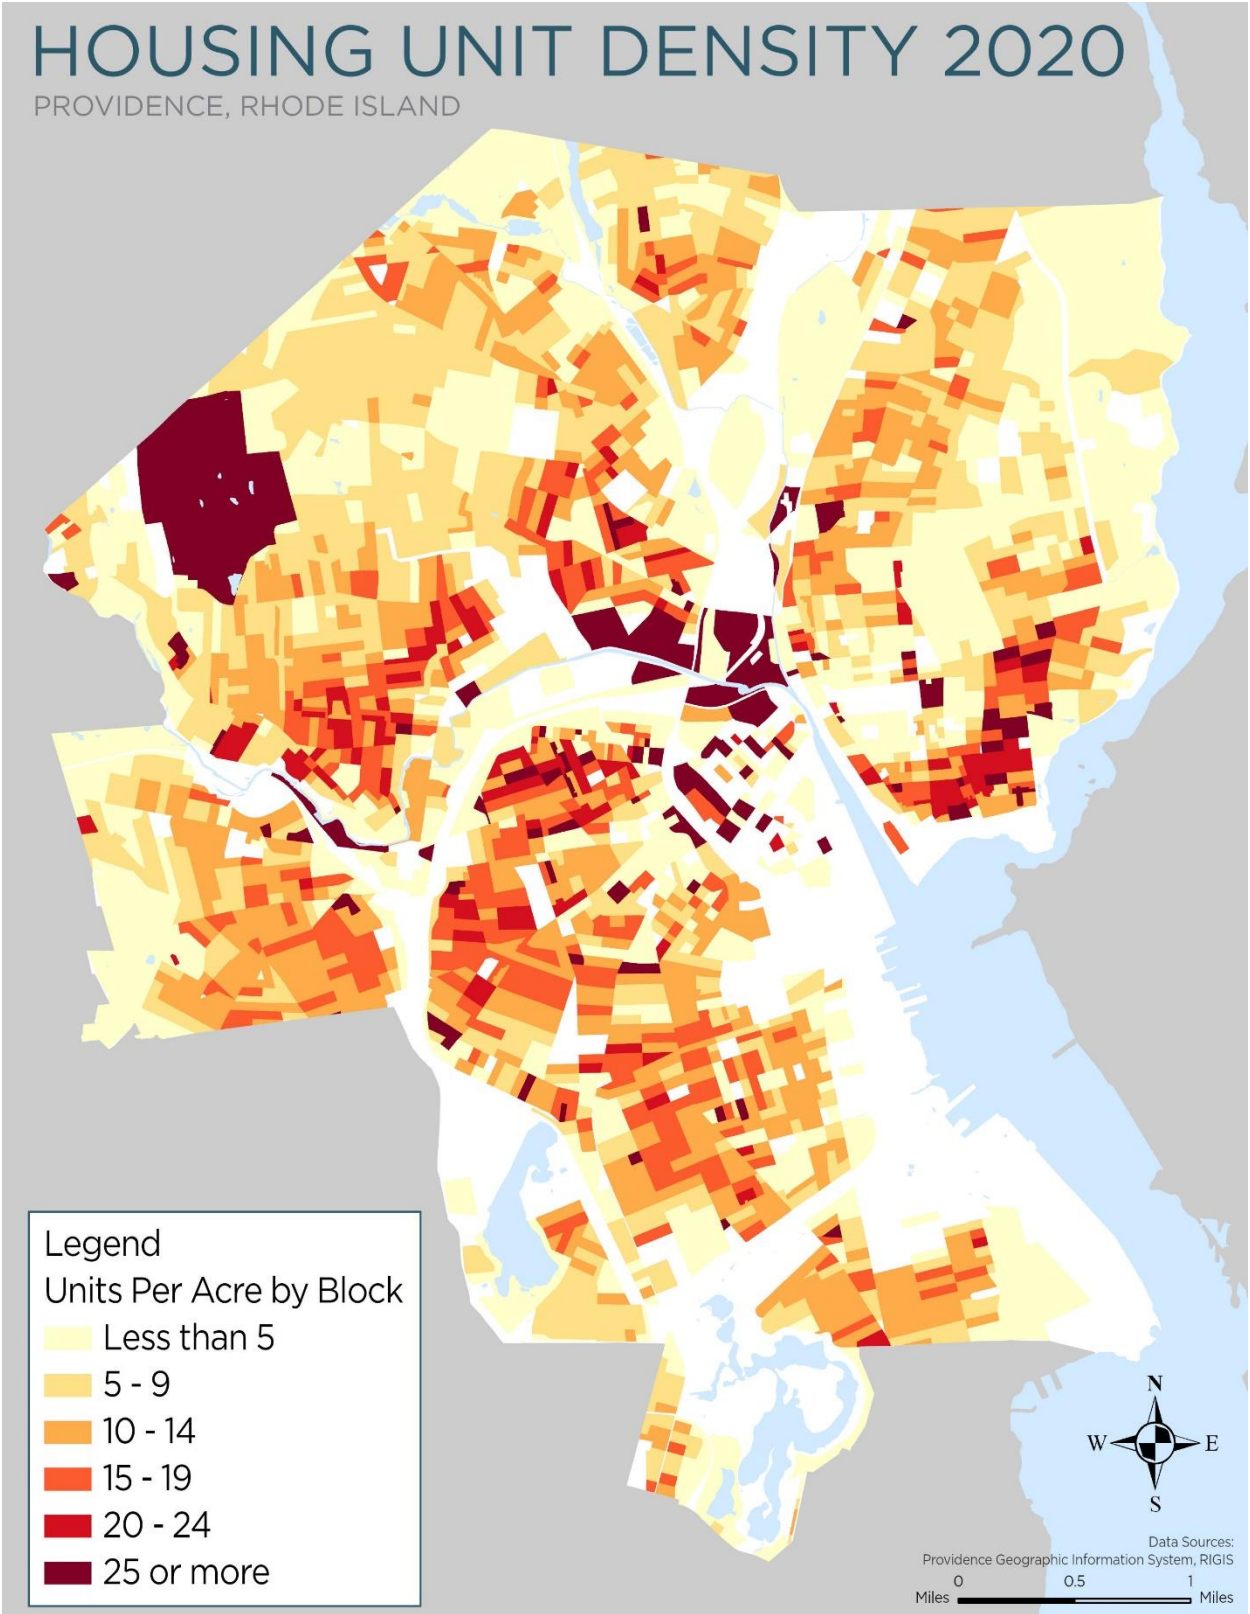 HOUSING UNIT DENSITY 2020
PROVIDENCE, RHODE ISLAND
Legend
Units Per Acre by Block
Less than 5
5 - 9
10 - 14
15 - 19
20 - 24
25 or more
N
W E
S
Data Sources:
Providence Geographic Information System, RIGIS
0 0.5 1
Miles Miles